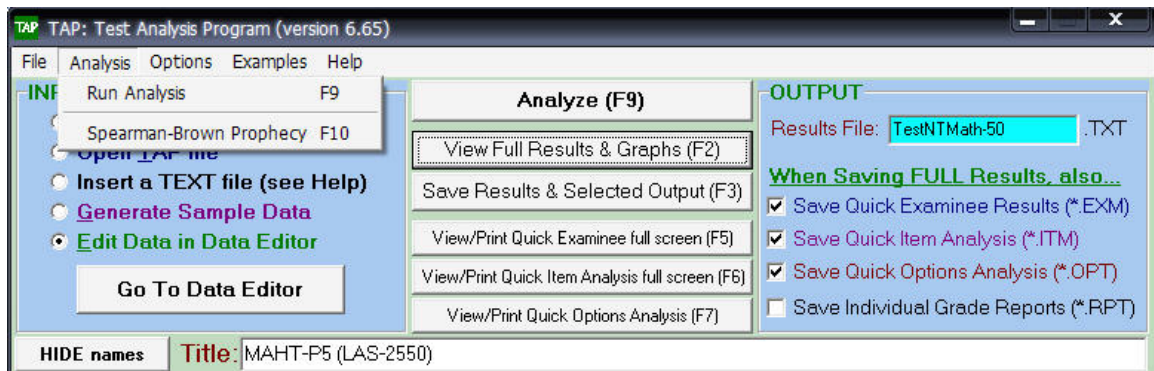 TAP TAP: Test Analysis Program (version 6.65)
X
File Analysis Options Examples Help
Run Analysis F9
Spearman-Brown Prophecy F10
INP
Open TAP file
Insert a TEXT file (see Help)
Generate Sample Data
Edit Data in Data Editor
Go To Data Editor
Analyze (F9)
View Full Results & Graphs (F2)
Save Results & Selected Output (F3)
View/Print Quick Examinee full screen (F5)
View/Print Quick Item Analysis full screen (F6)
View/Print Quick Options Analysis (F7)
OUTPUT
Results File: TestNTMath-50 .TXT
When Saving FULL Results, also...
Save Quick Examinee Results (*.EXM)
Save Quick Item Analysis (*.ITM)
Save Quick Options Analysis (*.OPT)
Save Individual Grade Reports (*.RPT)
HIDE names Title: MAHT-P5 (LAS-2550)